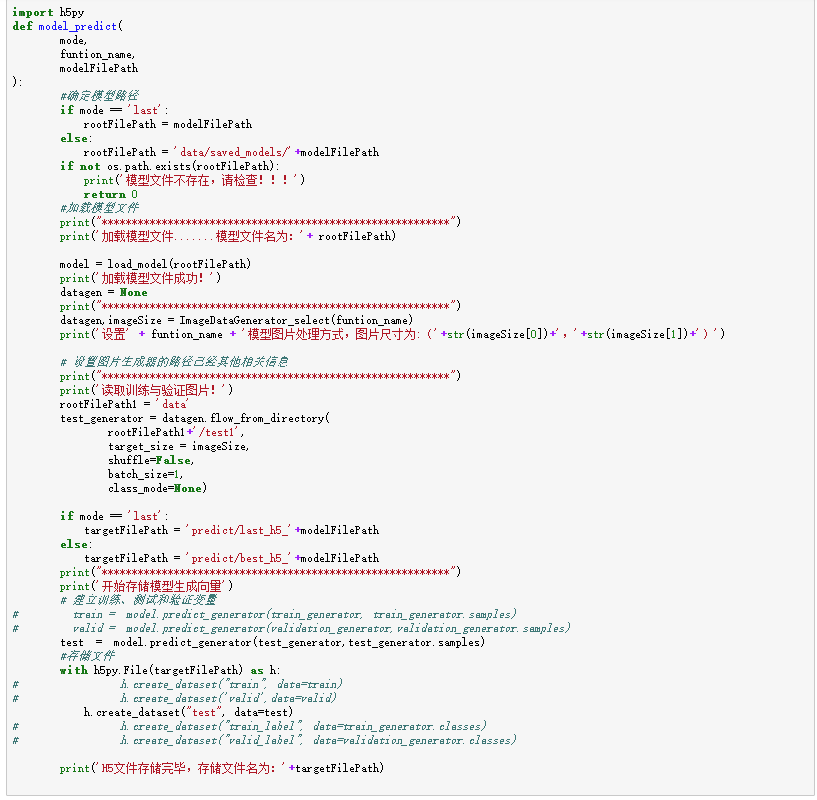 import h5py
def model_predict(
        mode,
        funtion_name,
        modelFilePath
):
        #确定模型路径
        if mode == 'last':
            rootFilePath = modelFilePath
        else:
            rootFilePath = 'data/saved_models/'+modelFilePath
        if not os.path.exists(rootFilePath):
            print('模型文件不存在，请检查！！！')
            return 0
        #加载模型文件
        print("**********************************************************")
        print('加载模型文件.......模型文件名为：'+ rootFilePath)

        model = load_model(rootFilePath)
        print('加载模型文件成功！')
        datagen = None
        print("**********************************************************")
        datagen,imageSize = ImageDataGenerator_select(funtion_name)
        print('设置' + funtion_name + '模型图片处理方式，图片尺寸为:（'+str(imageSize[0])+'，'+str(imageSize[1])+'）')

        # 设置图片生成器的路径已经其他相关信息
        print("**********************************************************")
        print('读取训练与验证图片！')
        rootFilePath1 = 'data'
        test_generator = datagen.flow_from_directory(
                rootFilePath1+'/test1',
                target_size = imageSize,
                shuffle=False,
                batch_size=1,
                class_mode=None)

        if mode == 'last':
            targetFilePath = 'predict/last_h5_'+modelFilePath
        else:
            targetFilePath = 'predict/best_h5_'+modelFilePath
        print("**********************************************************")
        print('开始存储模型生成向量')
        # 建立训练、测试和验证变量
#         train =  model.predict_generator(train_generator, train_generator.samples)
#         valid =  model.predict_generator(validation_generator,validation_generator.samples)
        test  =  model.predict_generator(test_generator,test_generator.samples)
        #存储文件
        with h5py.File(targetFilePath) as h:
#                 h.create_dataset("train", data=train)
#                 h.create_dataset('valid',data=valid)
            h.create_dataset("test", data=test)
#                 h.create_dataset("train_label", data=train_generator.classes)
#                 h.create_dataset("valid_label", data=validation_generator.classes)

        print('H5文件存储完毕，存储文件名为：'+targetFilePath)